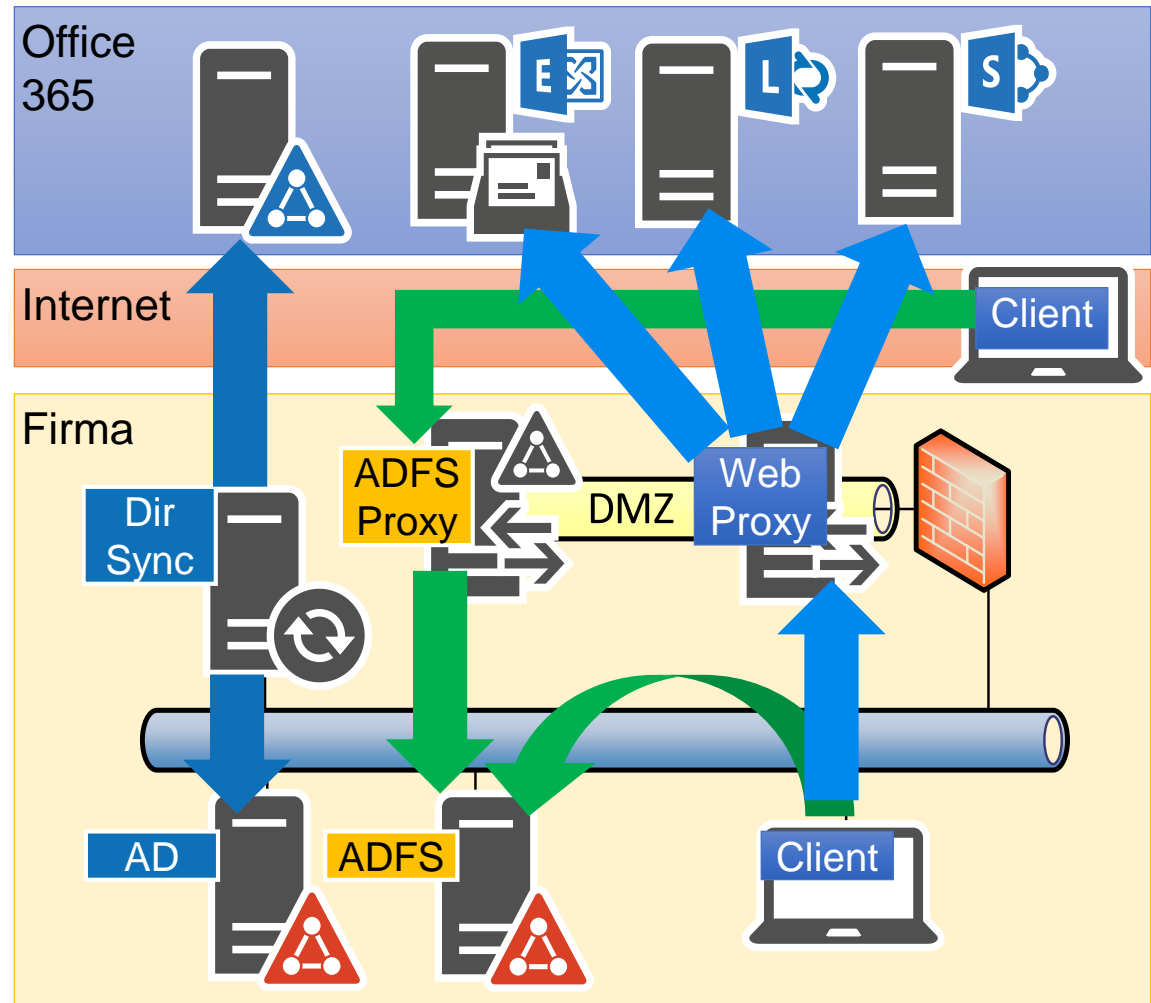 Office
365
E
L
S
Internet
Client
Firma
ADFS
Proxy
DMZ
Web
Proxy
Dir
Sync
AD
ADFS
Client